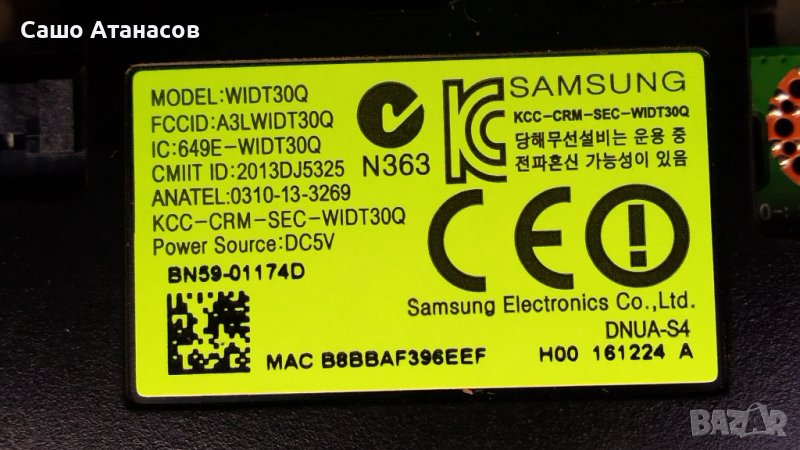 Сашо Атанасов
MODEL:WIDT30Q
FCCID:A3LWIDT30Q
IC:649E-WIDT30Q
CMIIT ID:2013DJ5325
ANATEL:0310-13-3269
KCC-CRM-SEC-WIDT30Q
Power Source:DC5V
BN59-01174D
N363
SAMSUNG
KCC-CRM-SEC-WIDT30Q
당해무선설비는 운용 중
전파혼신 가능성이 있음
CE
Samsung Electronics Co.,Ltd.
DNUA-S4
MAC B8BBAF396EEF H00 161224 A
BAZAR